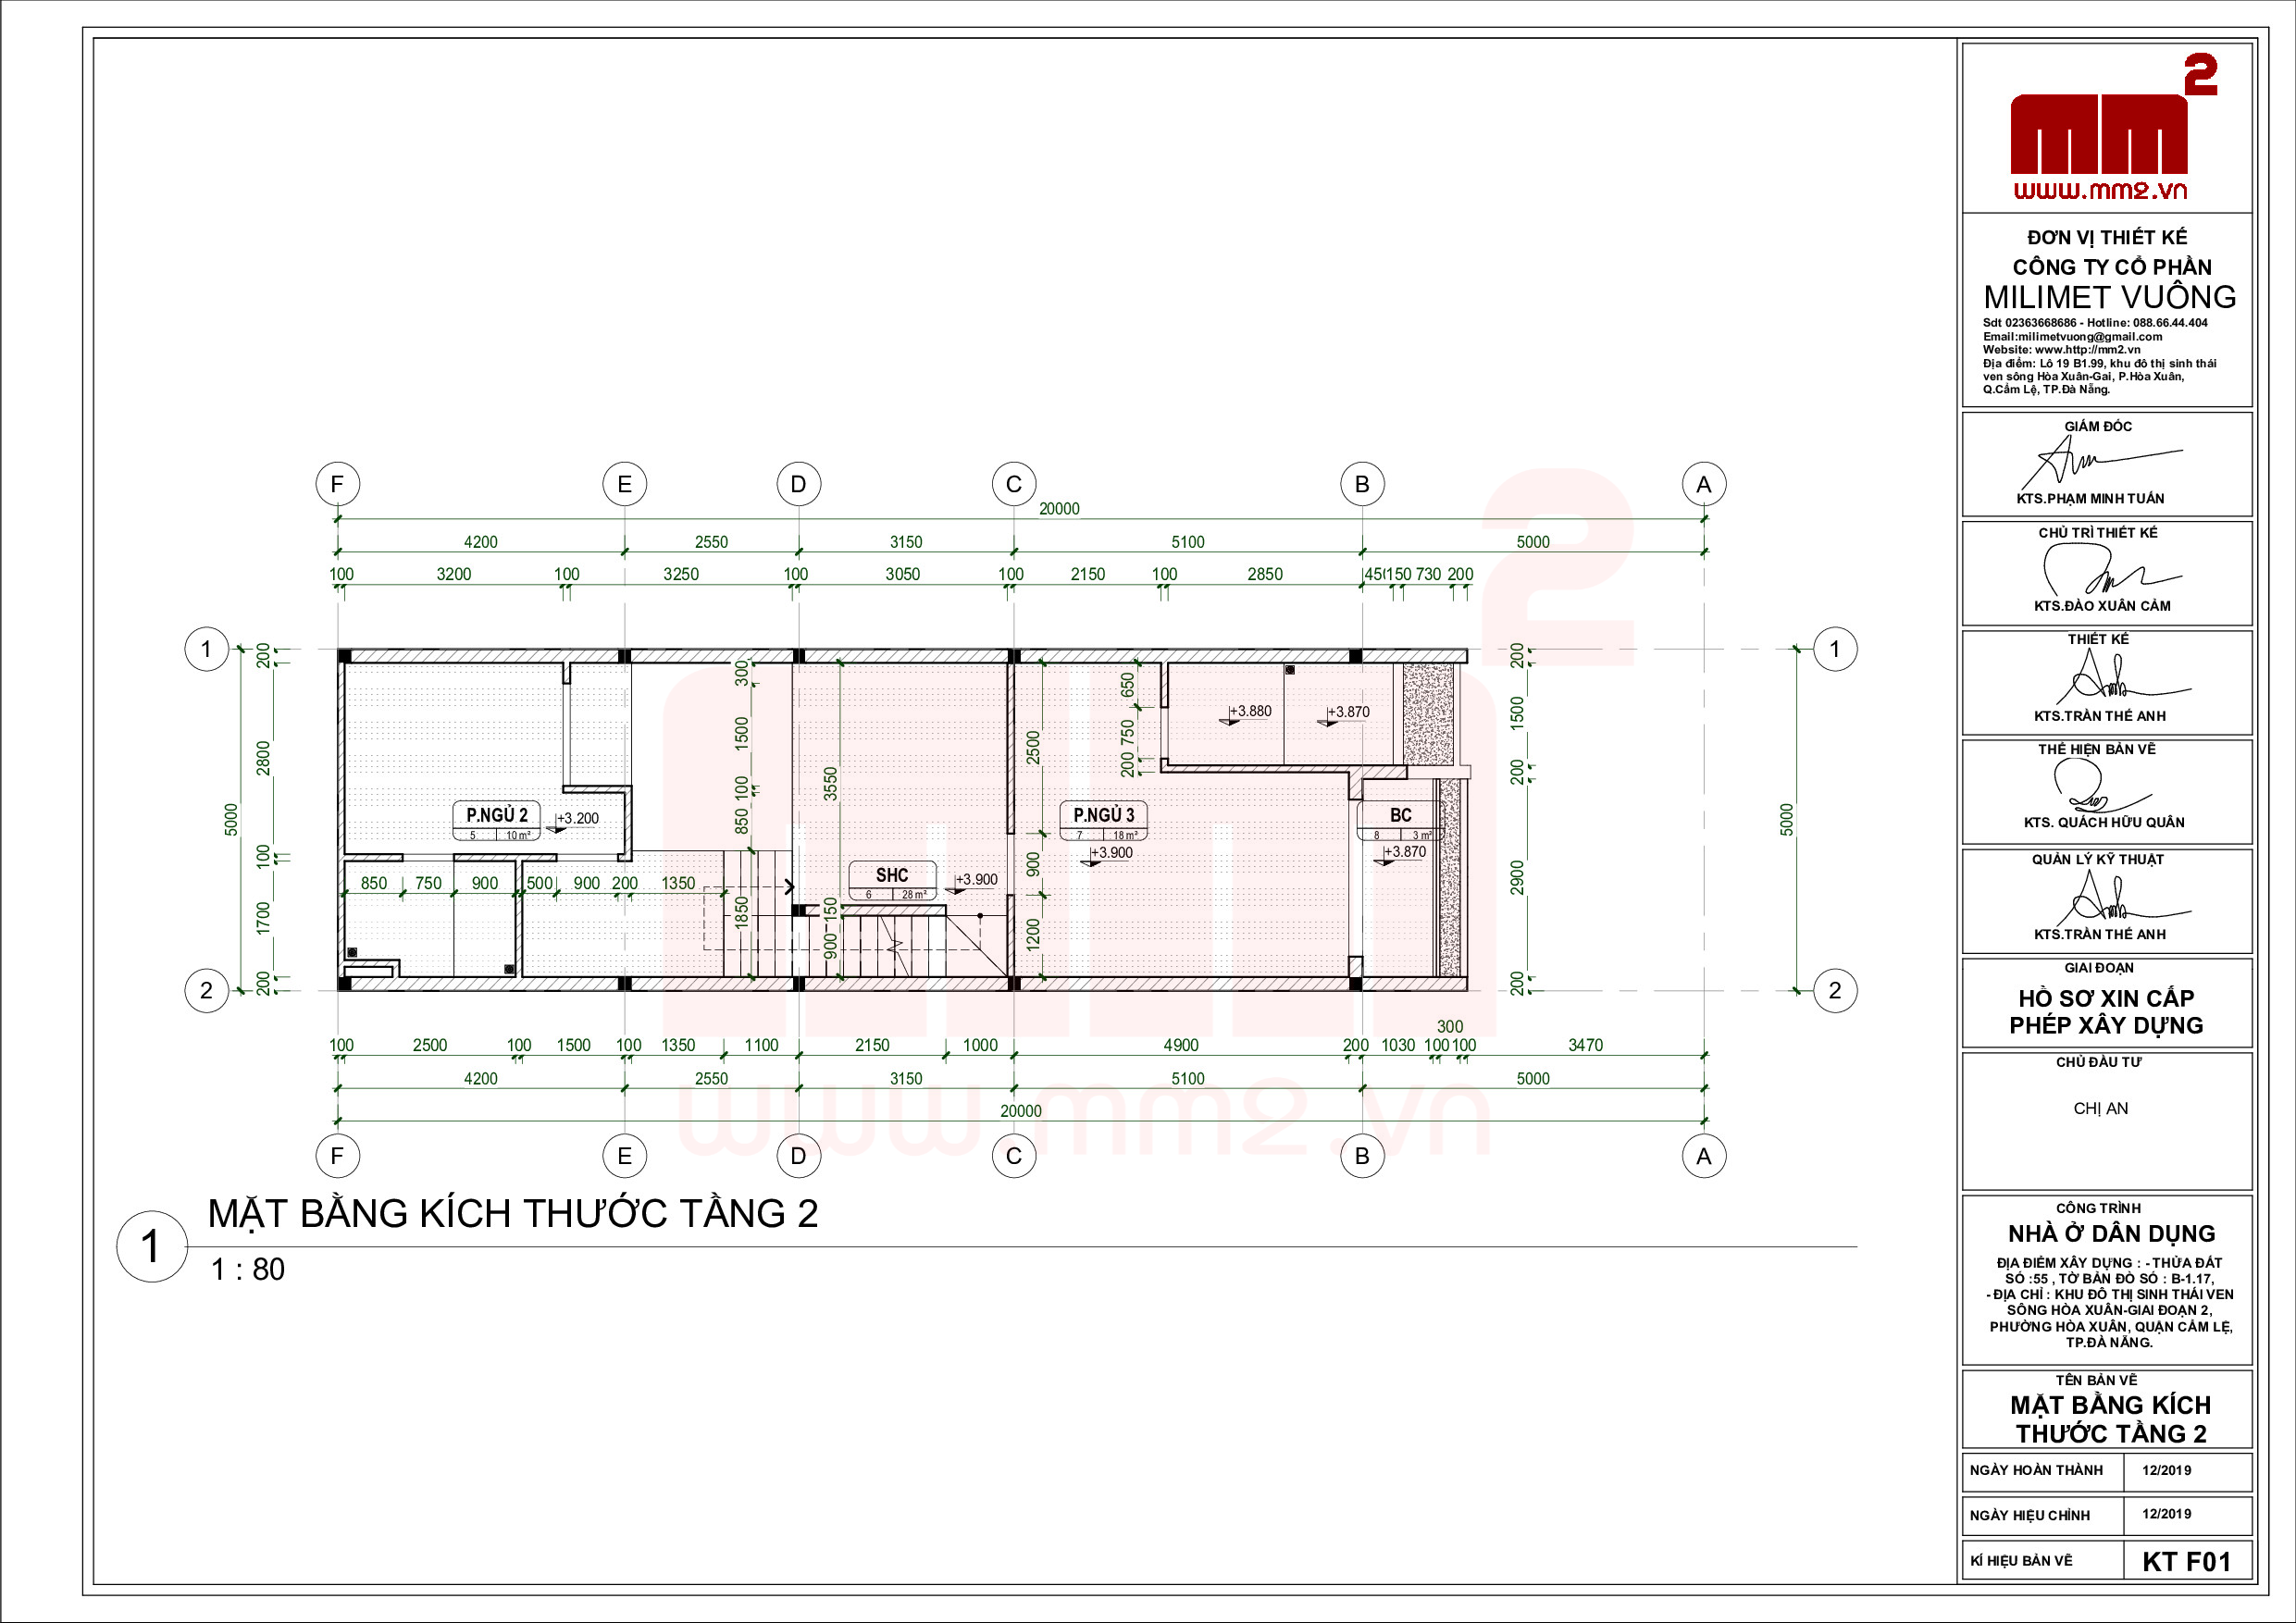 F
E
D
C
B
A
20000
4200
2550
3150
5100
5000
100
3200
100
3250
100
3050
100
2150
100
2850
150
730
200
1
200
2800
5000
100
1700
200
2
300
1500
100
850
1850
3550
150
900
2500
900
1200
650
750
200
+3.880
+3.870
P.NGỦ 2
5
10 m²
+3.200
P.NGỦ 3
7
18 m²
+3.900
BC
8
3 m²
+3.870
SHC
6
28 m²
+3.900
850
750
900
500
900
200
1350
200
1500
200
2900
200
5000
1
2
300
100
2500
100
1500
100
1350
1100
2150
1000
4900
200
1030
100
100
3470
4200
2550
3150
5100
5000
20000
F
E
D
C
B
A
mm2
www.mm2.vn
1
MẶT BẰNG KÍCH THƯỚC TẦNG 2
1 : 80
mm2
www.mm2.vn
ĐƠN VỊ THIẾT KẾ
CÔNG TY CỔ PHẦN
MILIMET VUÔNG
Sdt 02363668686 - Hotline: 088.66.44.404
Email:milimetvuong@gmail.com
Website: www.http://mm2.vn
Địa điểm: Lô 19 B1.99, khu đô thị sinh thái
ven sông Hòa Xuân-Gai, P.Hòa Xuân,
Q.Cẩm Lệ, TP.Đà Nẵng.
GIÁM ĐỐC
KTS.PHẠM MINH TUẤN
CHỦ TRÌ THIẾT KẾ
KTS.ĐÀO XUÂN CẢM
THIẾT KẾ
KTS.TRẦN THẾ ANH
THỂ HIỆN BẢN VẼ
KTS. QUÁCH HỮU QUÂN
QUẢN LÝ KỸ THUẬT
KTS.TRẦN THẾ ANH
GIAI ĐOẠN
HỒ SƠ XIN CẤP
PHÉP XÂY DỰNG
CHỦ ĐẦU TƯ
CHỊ AN
CÔNG TRÌNH
NHÀ Ở DÂN DỤNG
ĐỊA ĐIỂM XÂY DỰNG : - THỬA ĐẤT
SỐ :55 , TỜ BẢN ĐỒ SỐ : B-1.17,
- ĐỊA CHỈ : KHU ĐÔ THỊ SINH THÁI VEN
SÔNG HÒA XUÂN-GIAI ĐOẠN 2,
PHƯỜNG HÒA XUÂN, QUẬN CẨM LỆ,
TP.ĐÀ NẴNG.
TÊN BẢN VẼ
MẶT BẰNG KÍCH
THƯỚC TẦNG 2
NGÀY HOÀN THÀNH 12/2019
NGÀY HIỆU CHỈNH 12/2019
KÍ HIỆU BẢN VẼ KT F01